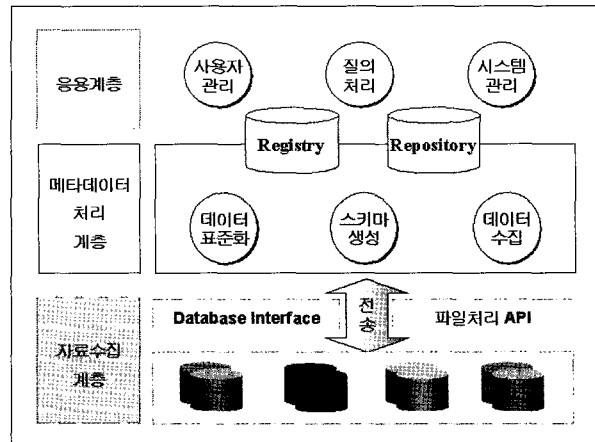 응용계층
사용자
관리
질의
처리
시스템
관리
Registry
Repository
메타데이터
처리
계층
데이터
표준화
스키마
생성
데이터
수집
자료수집
계층
Database Interface
전송
파일처리 API